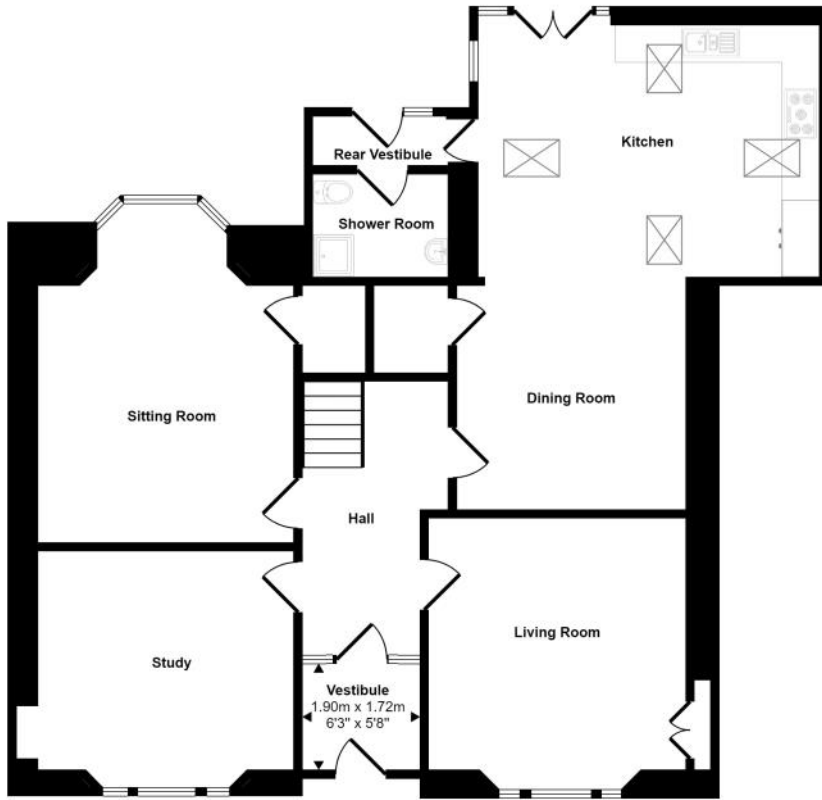 Kitchen
Rear Vestibule
Shower Room
Dining Room
Sitting Room
Hall
Living Room
Study
Vestibule
1.90m x 1.72m
6'3" x 5'8"